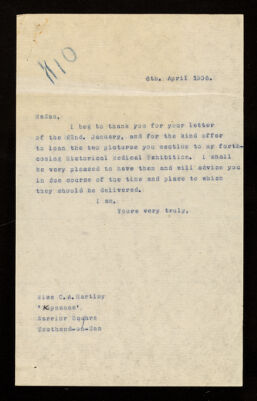 N10
6th. April 1908.
Madam,
I beg to thank you for your letter
of the 22nd. January, and for the kind offer
to loan the two pictures you mention to my forth-
coming Historical Medical Exhibition. I shall
be very pleased to have them and will advise you
in due course of the time and place to which
they should be delivered.
I am,
Yours very truly,
Miss C.A. Hartley
Warrior Square
Southend-on-Sea